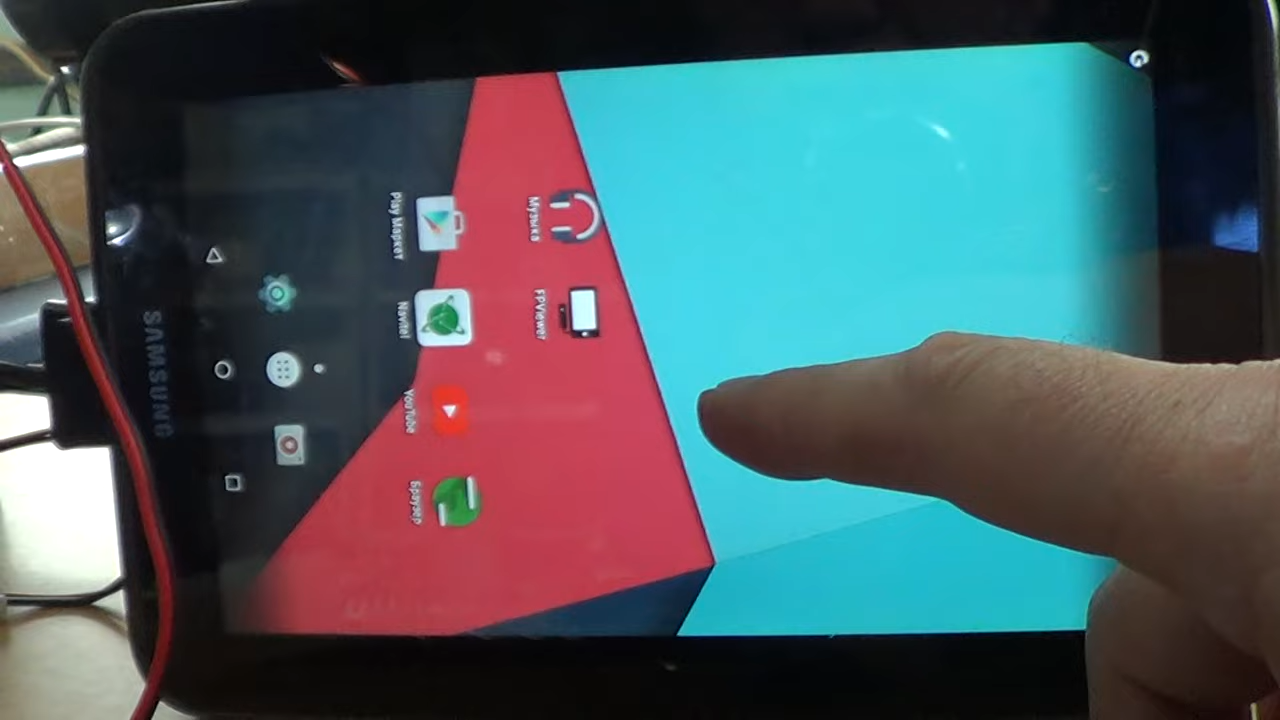 G
Музыка
FPViewer
Play Маркет
Navitel
YouTube
Браузер
SAMSUNG